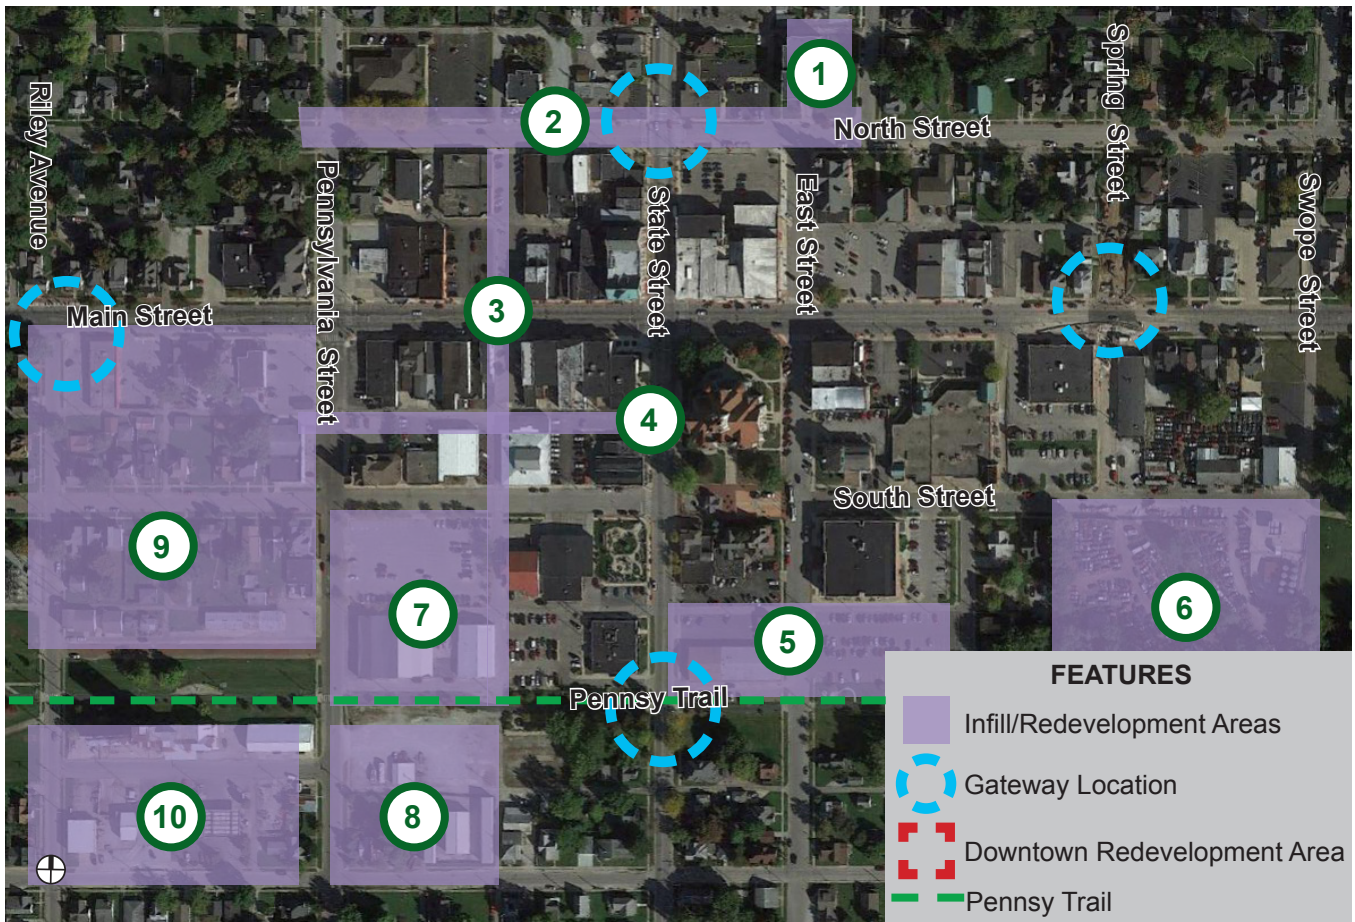 1
2
North Street
Spring Street
Riley Avenue
Pennsylvania Street
State Street
East Street
Swope Street
Main Street
3
4
South Street
9
7
5
6
Pennsy Trail
10
8
FEATURES
Infill/Redevelopment Areas
Gateway Location
Downtown Redevelopment Area
Pennsy Trail